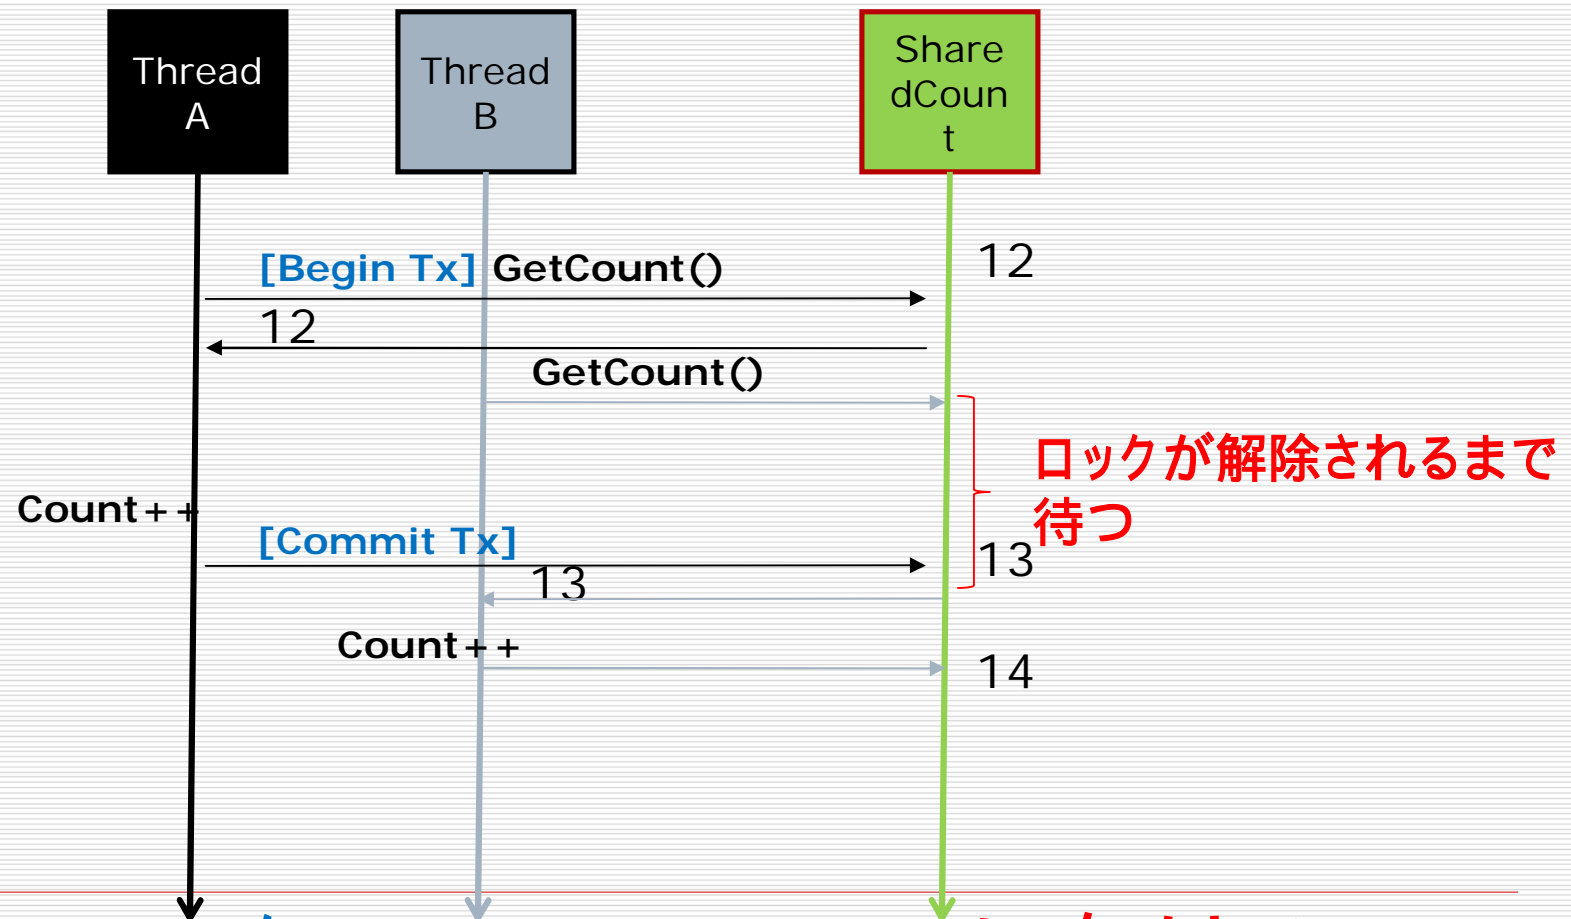 Thread
A
Thread
B
Share
dCoun
t
[Begin Tx] GetCount()
12
12
GetCount()
ロックが解除されるまで
待つ
Count++
[Commit Tx]
13
13
Count++
14